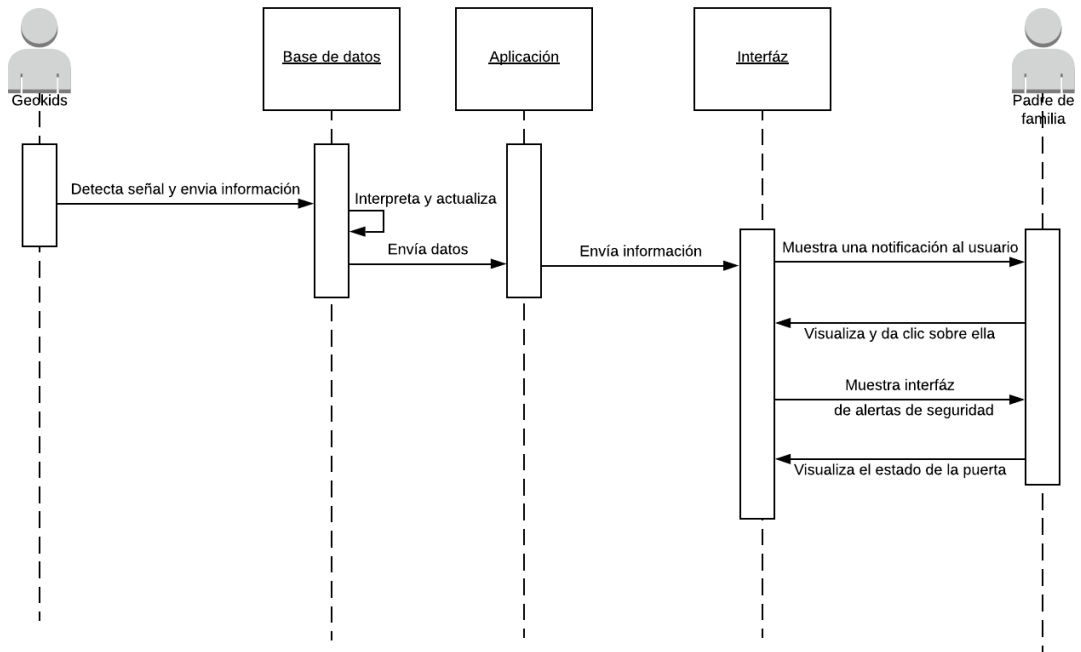 Geokids
Base de datos
Aplicación
Interfáz
Padre de
familia
Detecta señal y envia información
Interpreta y actualiza
Envía datos
Envía información
Muestra una notificación al usuario
Visualiza y da clic sobre ella
Muestra interfáz
de alertas de seguridad
Visualiza el estado de la puerta